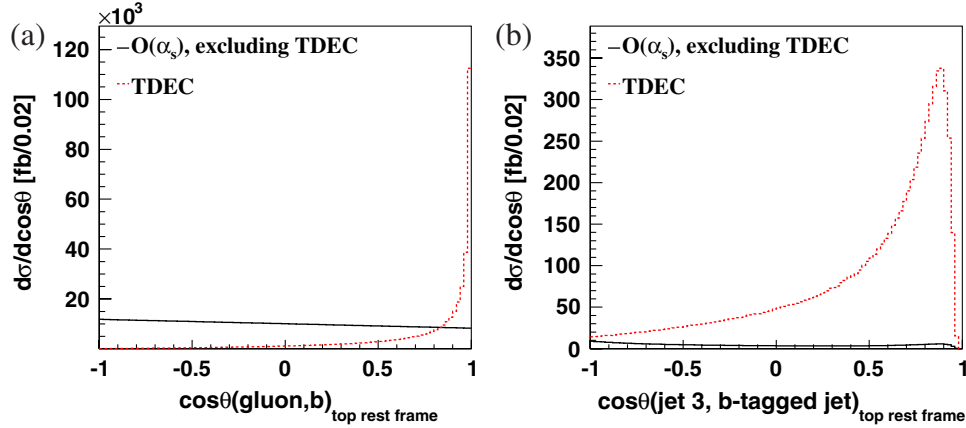 (a)
×10³
120
100
80
60
40
20
dσ/dcosθ [fb/0.02]
–O(αₛ), excluding TDEC
TDEC
-1 -0.5 0 0.5 1
cosθ(gluon,b)top rest frame
(b)
350
300
250
200
150
100
50
0
dσ/dcosθ [fb/0.02]
–O(αₛ), excluding TDEC
TDEC
-1 -0.5 0 0.5 1
cosθ(jet 3, b-tagged jet)top rest frame